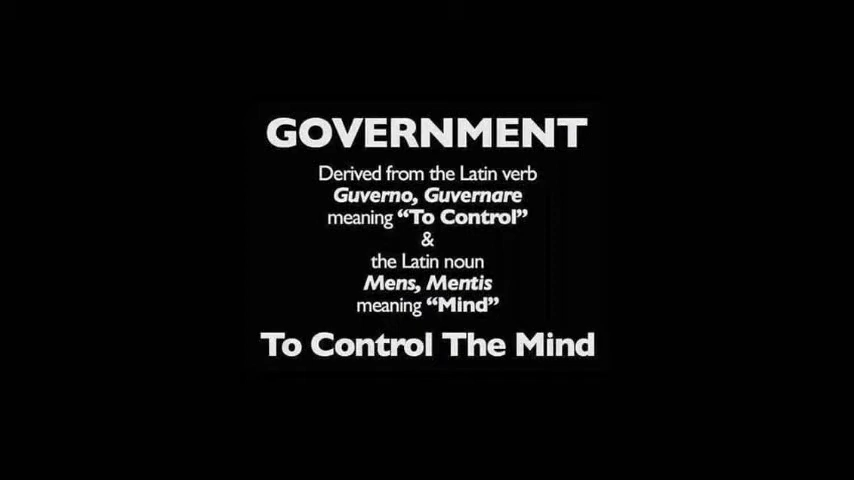 GOVERNMENT
Derived from the Latin verb
Guverno, Guvernare
meaning “To Control”
&
the Latin noun
Mens, Mentis
meaning “Mind”
To Control The Mind